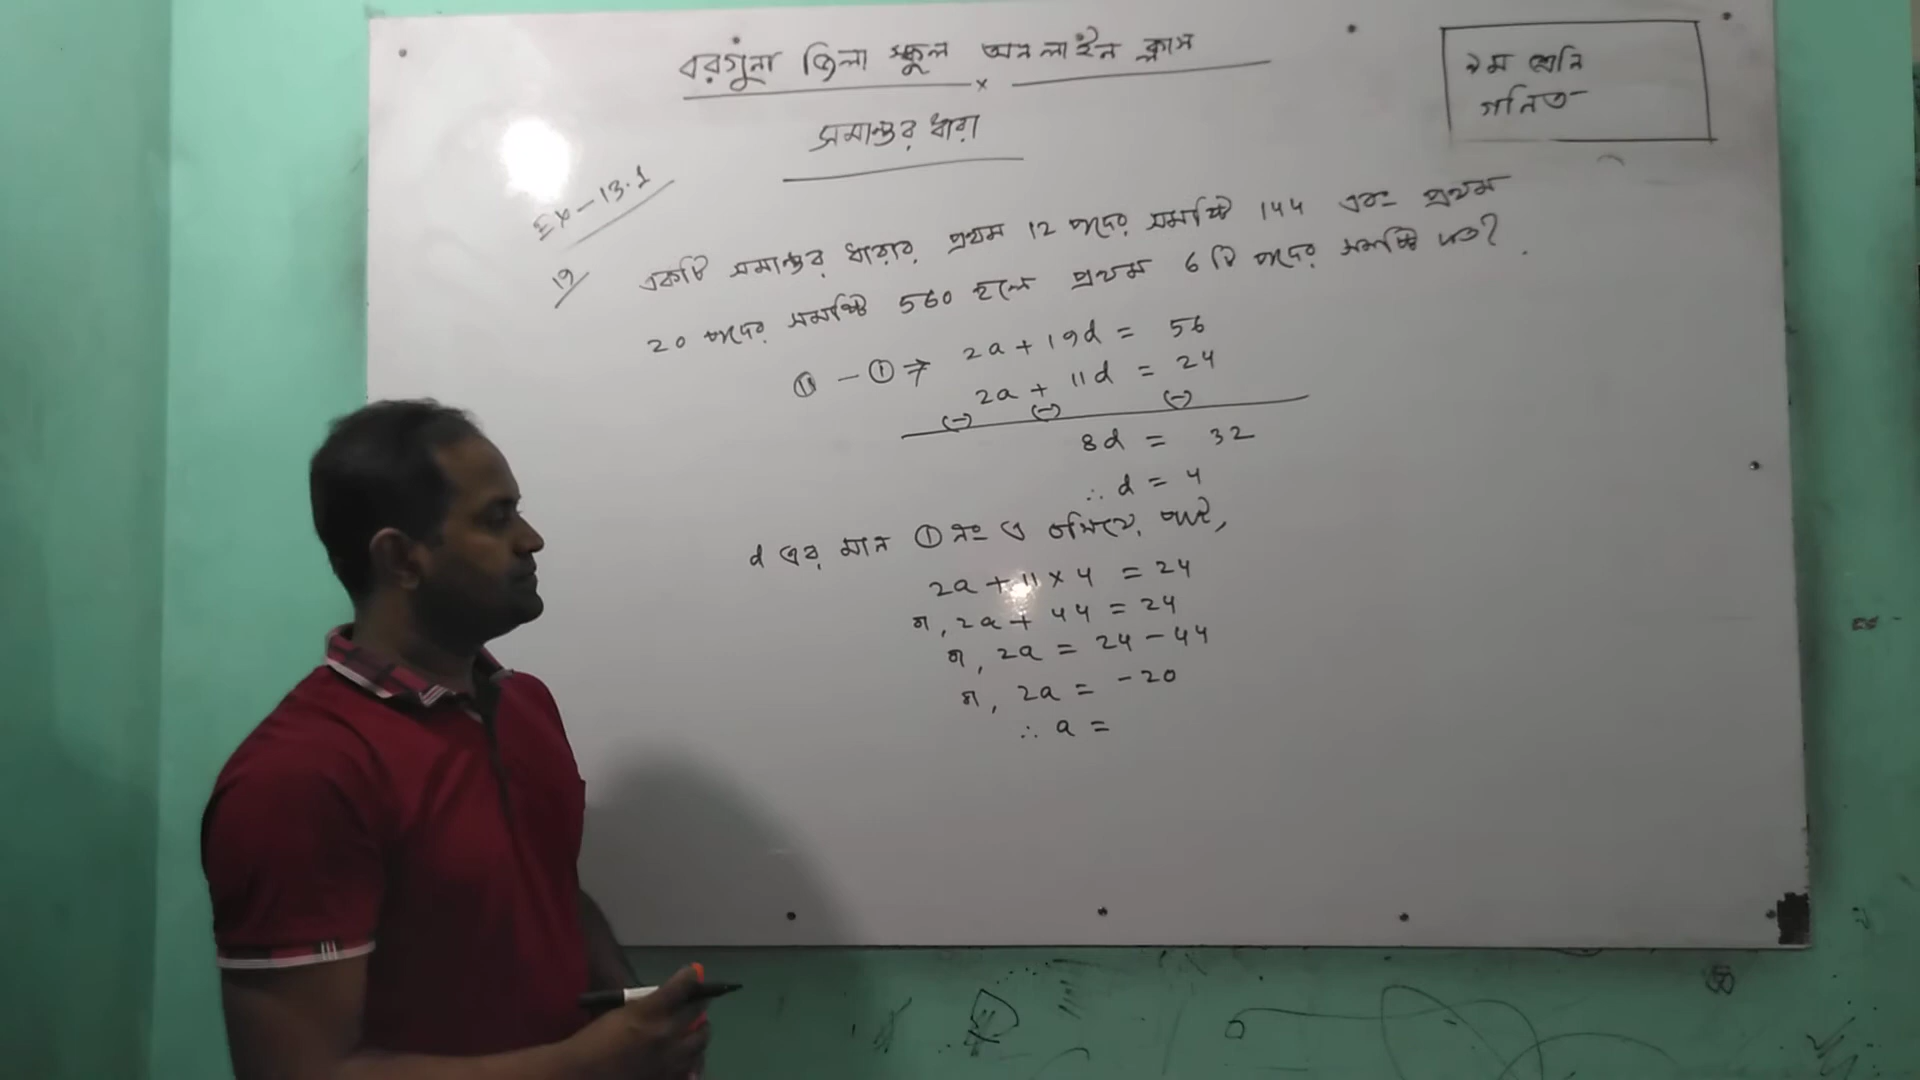 বরগুনা জিলা স্কুল অনলাইন ক্লাস
×
৯ম শ্রেনি
গনিত
সমান্তর ধারা
Ex-13.1
একটি সমান্তর ধারার প্রথম 12 পদের সমষ্টি 144 এবং প্রথম
20 পদের সমষ্টি 560 হলে প্রথম 6 টি পদের সমষ্টি কত?
(ii) - (i) ⇒ 2a + 19d = 56
2a + 11d = 24
(-) (-) (-)
8d = 32
∴ d = 4
d এর মান (i) নং এ বসিয়ে পাই,
2a + 11 × 4 = 24
বা, 2a + 44 = 24
বা, 2a = 24 - 44
বা, 2a = -20
∴ a =